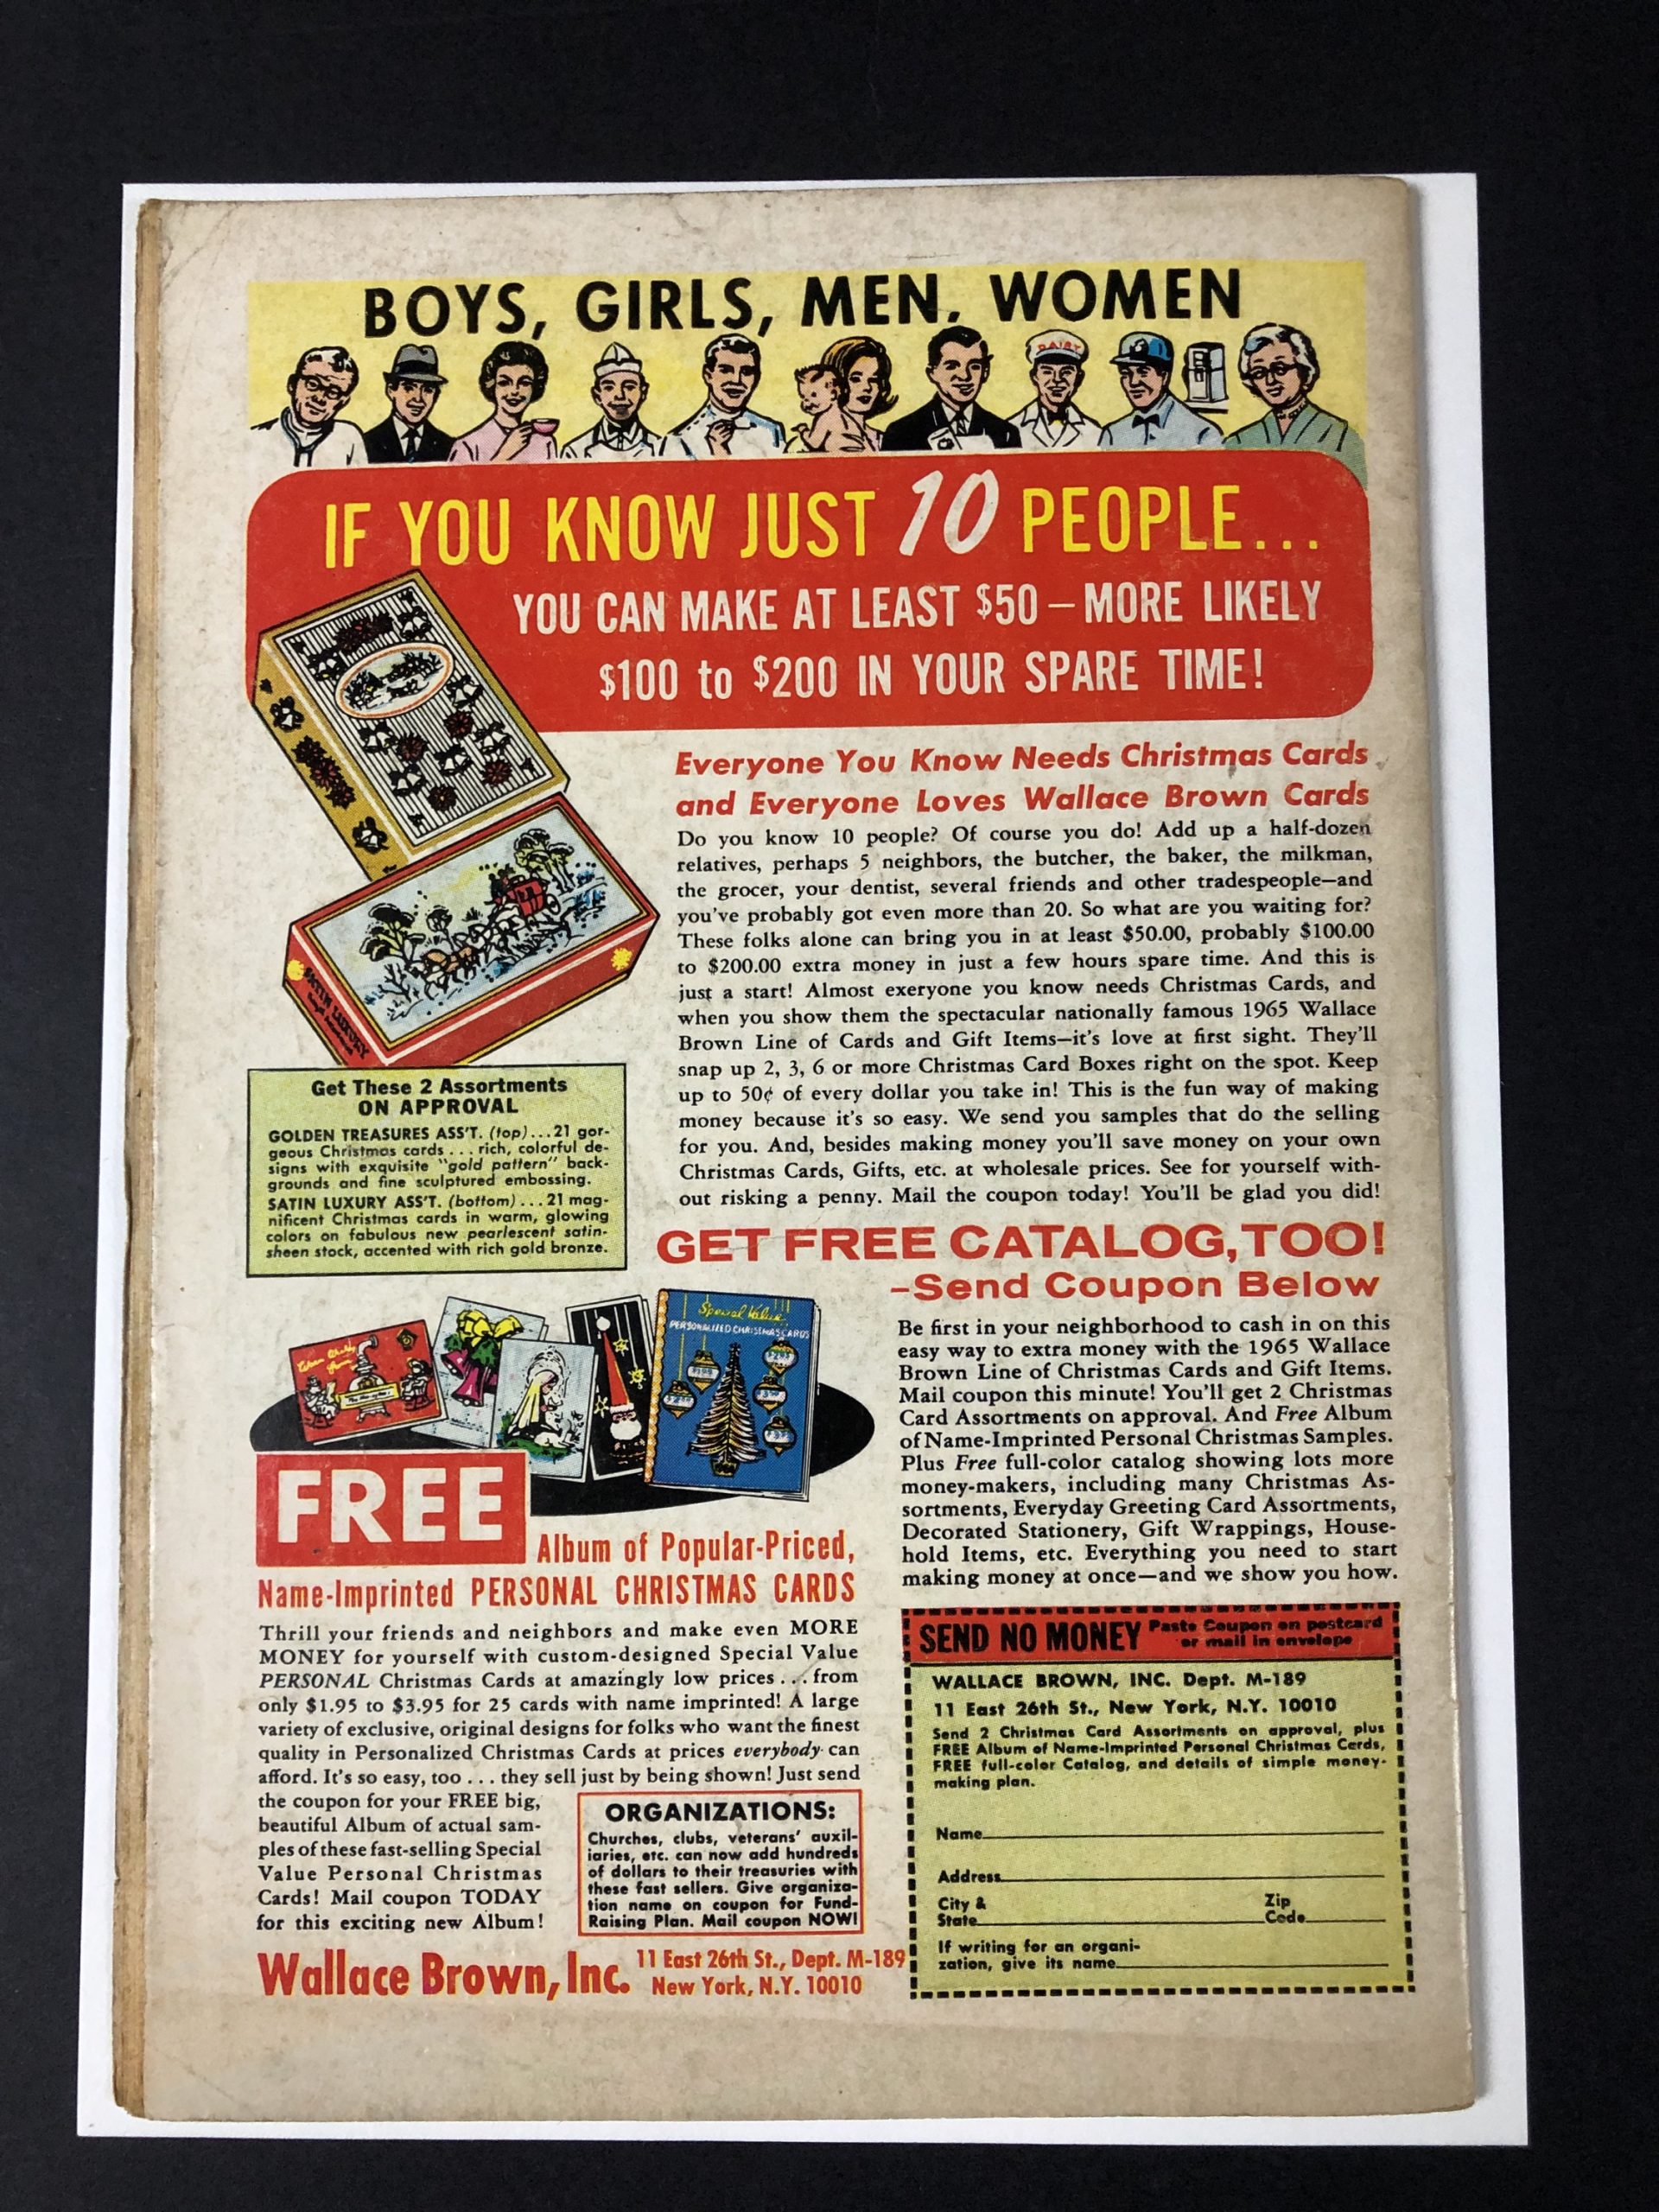 BOYS, GIRLS, MEN, WOMEN
DAIRY
IF YOU KNOW JUST 10 PEOPLE...
YOU CAN MAKE AT LEAST $50 – MORE LIKELY
$100 to $200 IN YOUR SPARE TIME!
SATIN LUXURY
Everyone You Know Needs Christmas Cards
and Everyone Loves Wallace Brown Cards
Do you know 10 people? Of course you do! Add up a half-dozen
relatives, perhaps 5 neighbors, the butcher, the baker, the milkman,
the grocer, your dentist, several friends and other tradespeople—and
you've probably got even more than 20. So what are you waiting for?
These folks alone can bring you in at least $50.00, probably $100.00
to $200.00 extra money in just a few hours spare time. And this is
just a start! Almost exeryone you know needs Christmas Cards, and
when you show them the spectacular nationally famous 1965 Wallace
Brown Line of Cards and Gift Items—it's love at first sight. They'll
snap up 2, 3, 6 or more Christmas Card Boxes right on the spot. Keep
up to 50¢ of every dollar you take in! This is the fun way of making
money because it's so easy. We send you samples that do the selling
for you. And, besides making money you'll save money on your own
Christmas Cards, Gifts, etc. at wholesale prices. See for yourself with-
out risking a penny. Mail the coupon today! You'll be glad you did!
Get These 2 Assortments
ON APPROVAL
GOLDEN TREASURES ASS'T. (top)...21 gor-
geous Christmas cards ... rich, colorful de-
signs with exquisite "gold pattern" back-
grounds and fine sculptured embossing.
SATIN LUXURY ASS'T. (bottom)...21 mag-
nificent Christmas cards in warm, glowing
colors on fabulous new pearlescent satin-
sheen stock, accented with rich gold bronze.
GET FREE CATALOG, TOO!
–Send Coupon Below
Be first in your neighborhood to cash in on this
easy way to extra money with the 1965 Wallace
Brown Line of Christmas Cards and Gift Items.
Mail coupon this minute! You'll get 2 Christmas
Card Assortments on approval. And Free Album
of Name-Imprinted Personal Christmas Samples.
Plus Free full-color catalog showing lots more
money-makers, including many Christmas As-
sortments, Everyday Greeting Card Assortments,
Decorated Stationery, Gift Wrappings, House-
hold Items, etc. Everything you need to start
making money at once—and we show you how.
Special Value
PERSONALIZED CHRISTMAS CARDS
FREE
Album of Popular-Priced,
Name-Imprinted PERSONAL CHRISTMAS CARDS
Thrill your friends and neighbors and make even MORE
MONEY for yourself with custom-designed Special Value
PERSONAL Christmas Cards at amazingly low prices ... from
only $1.95 to $3.95 for 25 cards with name imprinted! A large
variety of exclusive, original designs for folks who want the finest
quality in Personalized Christmas Cards at prices everybody can
afford. It's so easy, too ... they sell just by being shown! Just send
the coupon for your FREE big,
beautiful Album of actual sam-
ples of these fast-selling Special
Value Personal Christmas
Cards! Mail coupon TODAY
for this exciting new Album!
ORGANIZATIONS:
Churches, clubs, veterans' auxil-
iaries, etc. can now add hundreds
of dollars to their treasuries with
these fast sellers. Give organiza-
tion name on coupon for Fund-
Raising Plan. Mail coupon NOW!
Wallace Brown, Inc. 11 East 26th St., Dept. M-189
New York, N.Y. 10010
SEND NO MONEY Paste Coupon on postcard
or mail in envelope
WALLACE BROWN, INC. Dept. M-189
11 East 26th St., New York, N.Y. 10010
Send 2 Christmas Card Assortments on approval, plus
FREE Album of Name-Imprinted Personal Christmas Cards,
FREE full-color Catalog, and details of simple money-
making plan.
Name
Address
City & Zip
State Code
If writing for an organi-
zation, give its name